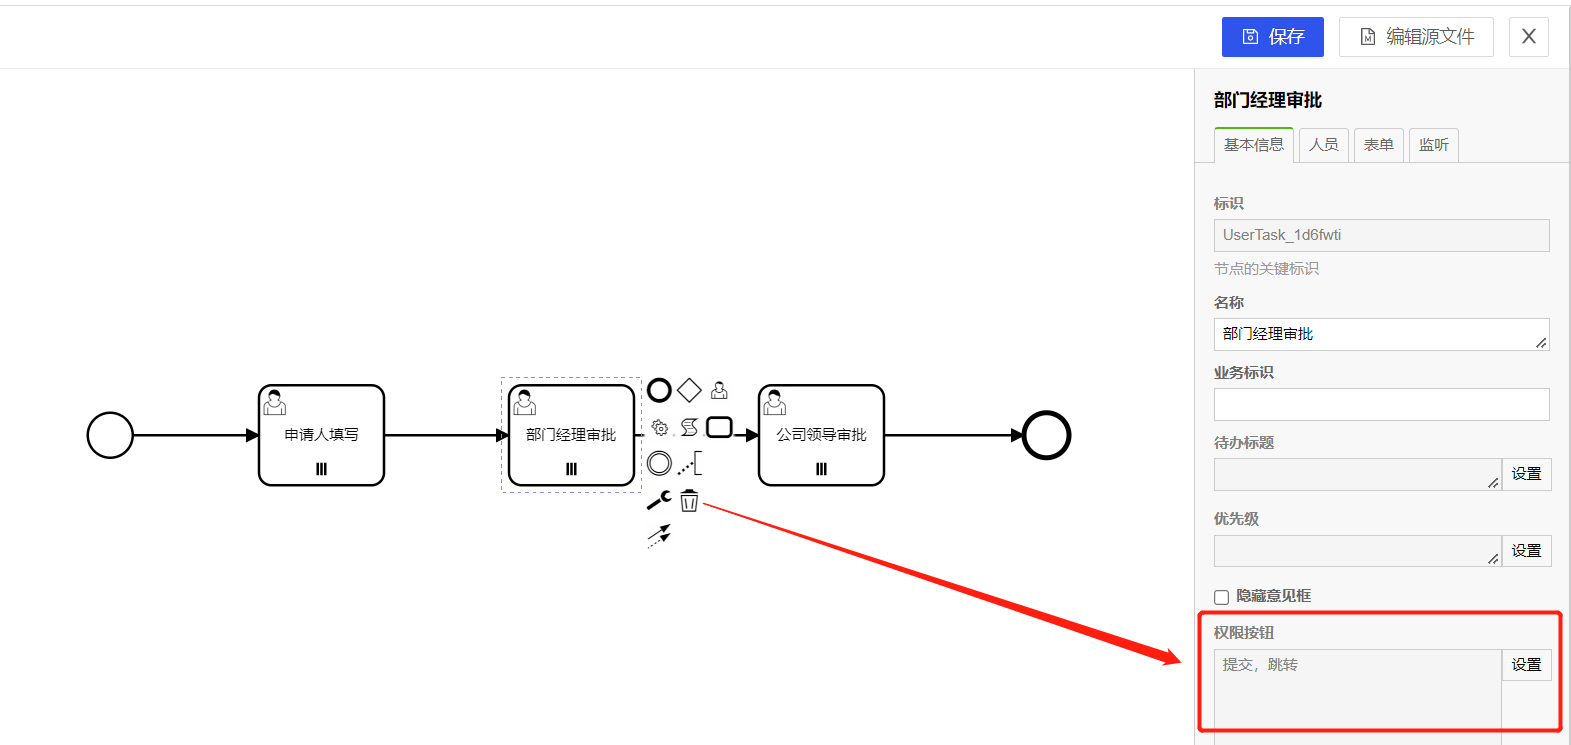 保存
编辑源文件
X
部门经理审批
基本信息 人员 表单 监听
标识
UserTask_1d6fwti
节点的关键标识
名称
部门经理审批
业务标识
待办标题
设置
优先级
设置
隐藏意见框
权限按钮
提交，跳转
设置
申请人填写
部门经理审批
公司领导审批